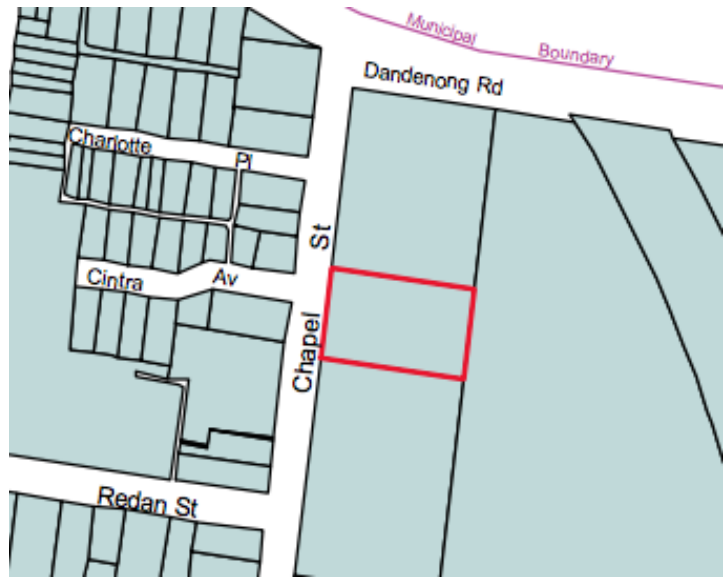 Municipal Boundary
Dandenong Rd
Charlotte Pl
Chapel St
Cintra Av
Redan St